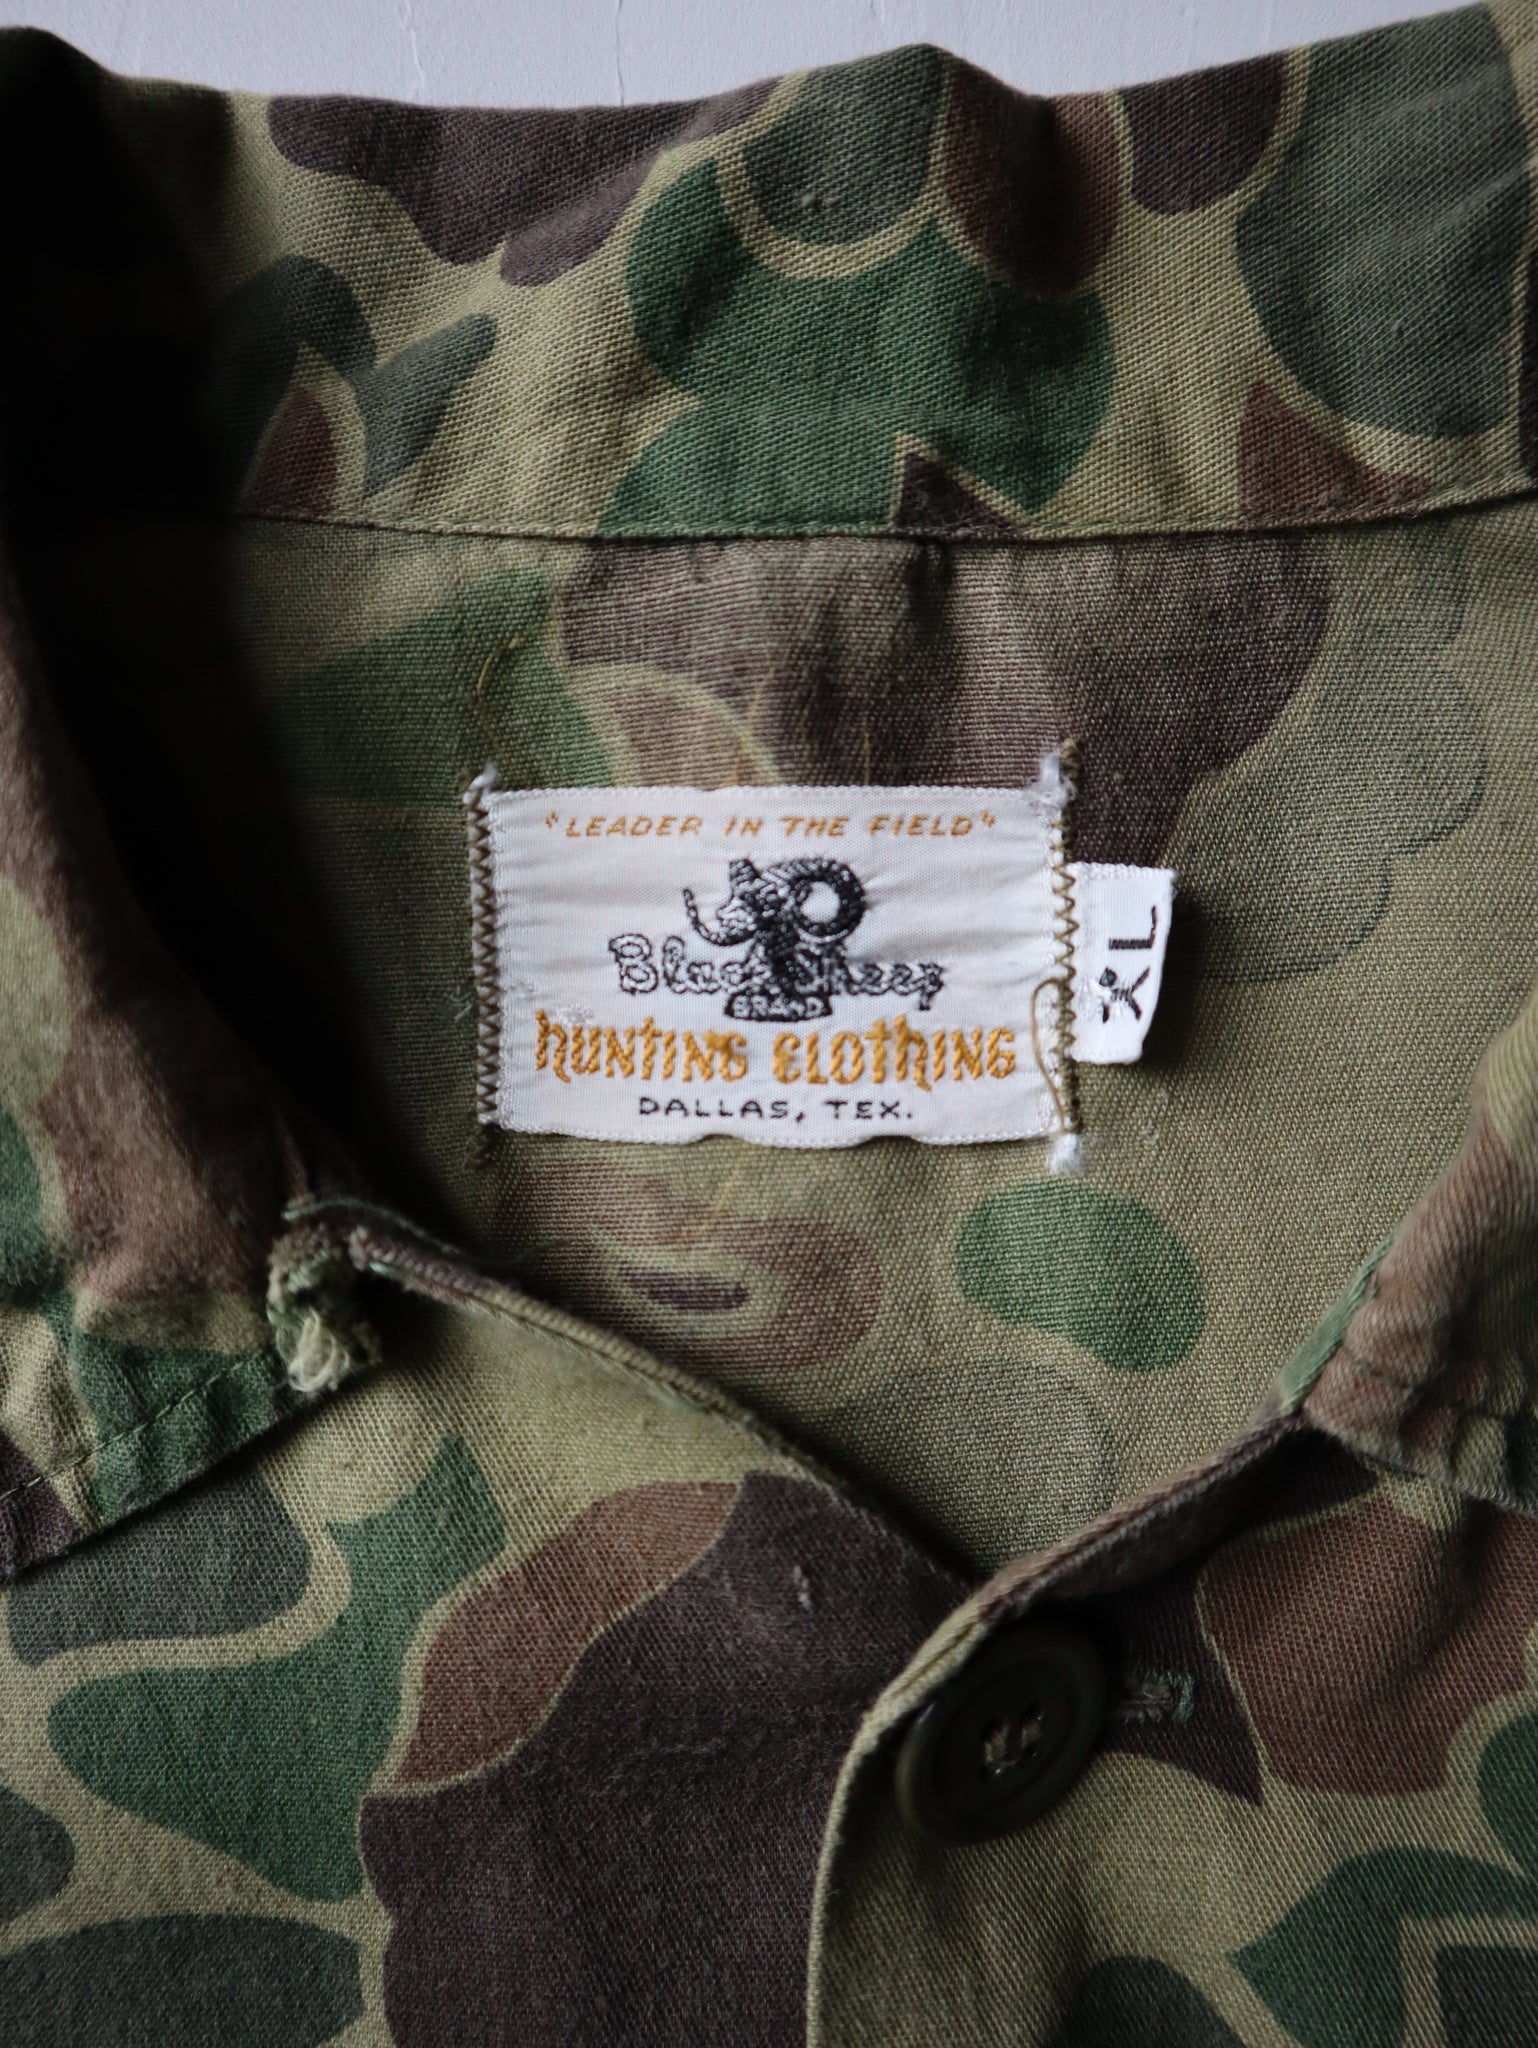 "LEADER IN THE FIELD"
Black Sheep
BRAND
HUNTING CLOTHING
DALLAS, TEX.
XL